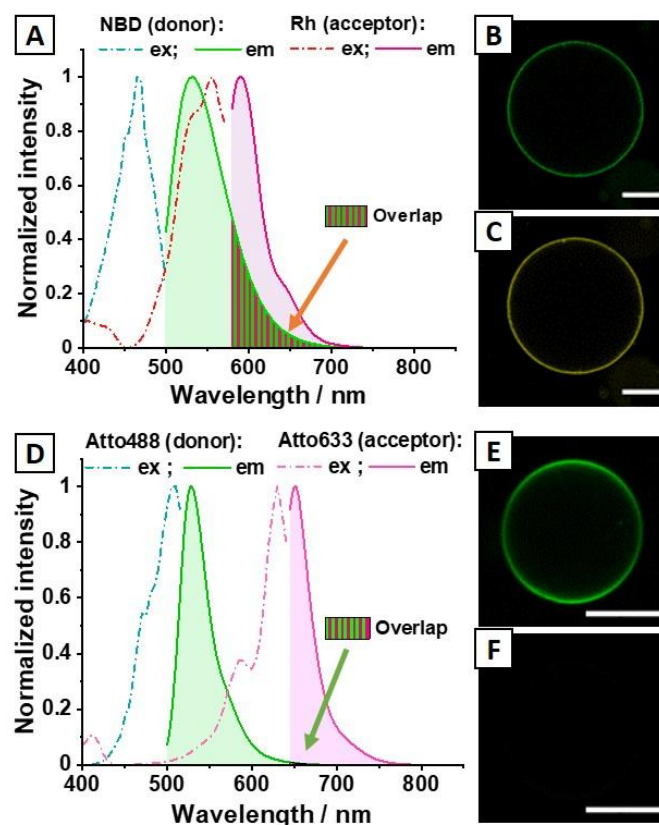 A
NBD (donor): Rh (acceptor):
ex; em ex; em
Normalized intensity
1
0.8
0.6
0.4
0.2
0
Overlap
400 500 600 700 800
Wavelength / nm
B
C
D
Atto488 (donor): Atto633 (acceptor):
ex ; em ex; em
Normalized intensity
1
0.8
0.6
0.4
0.2
0
Overlap
400 500 600 700 800
Wavelength / nm
E
F